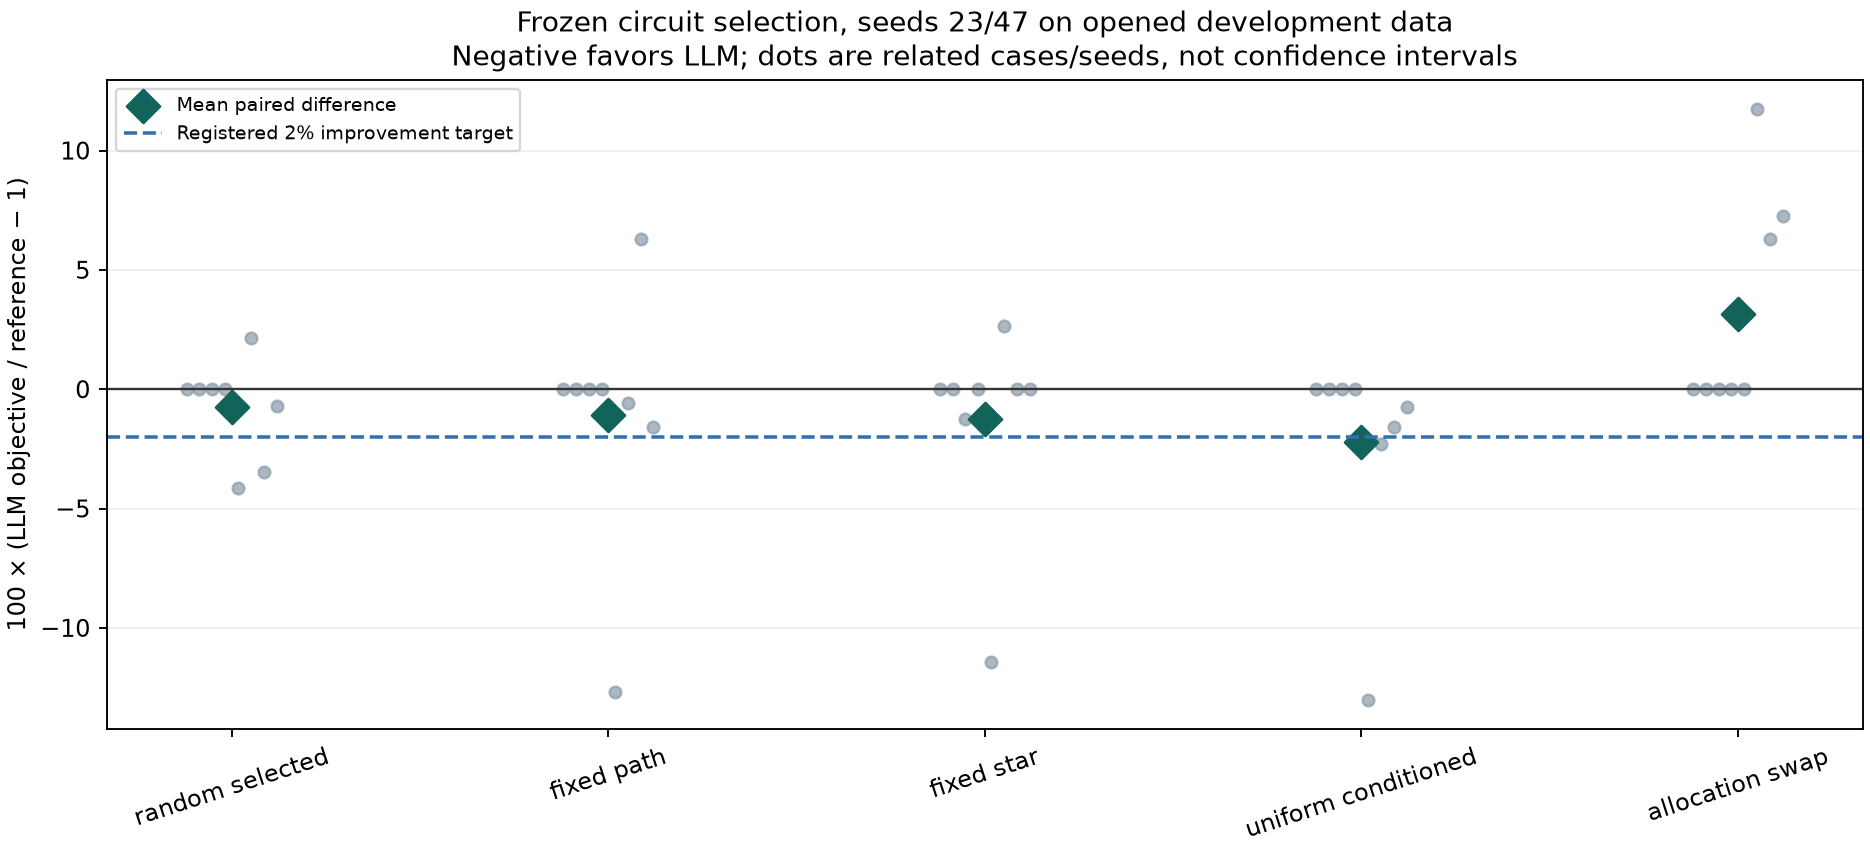 Frozen circuit selection, seeds 23/47 on opened development data
Negative favors LLM; dots are related cases/seeds, not confidence intervals
Mean paired difference
Registered 2% improvement target
100 × (LLM objective / reference − 1)
10
5
0
−5
−10
random selected
fixed path
fixed star
uniform conditioned
allocation swap